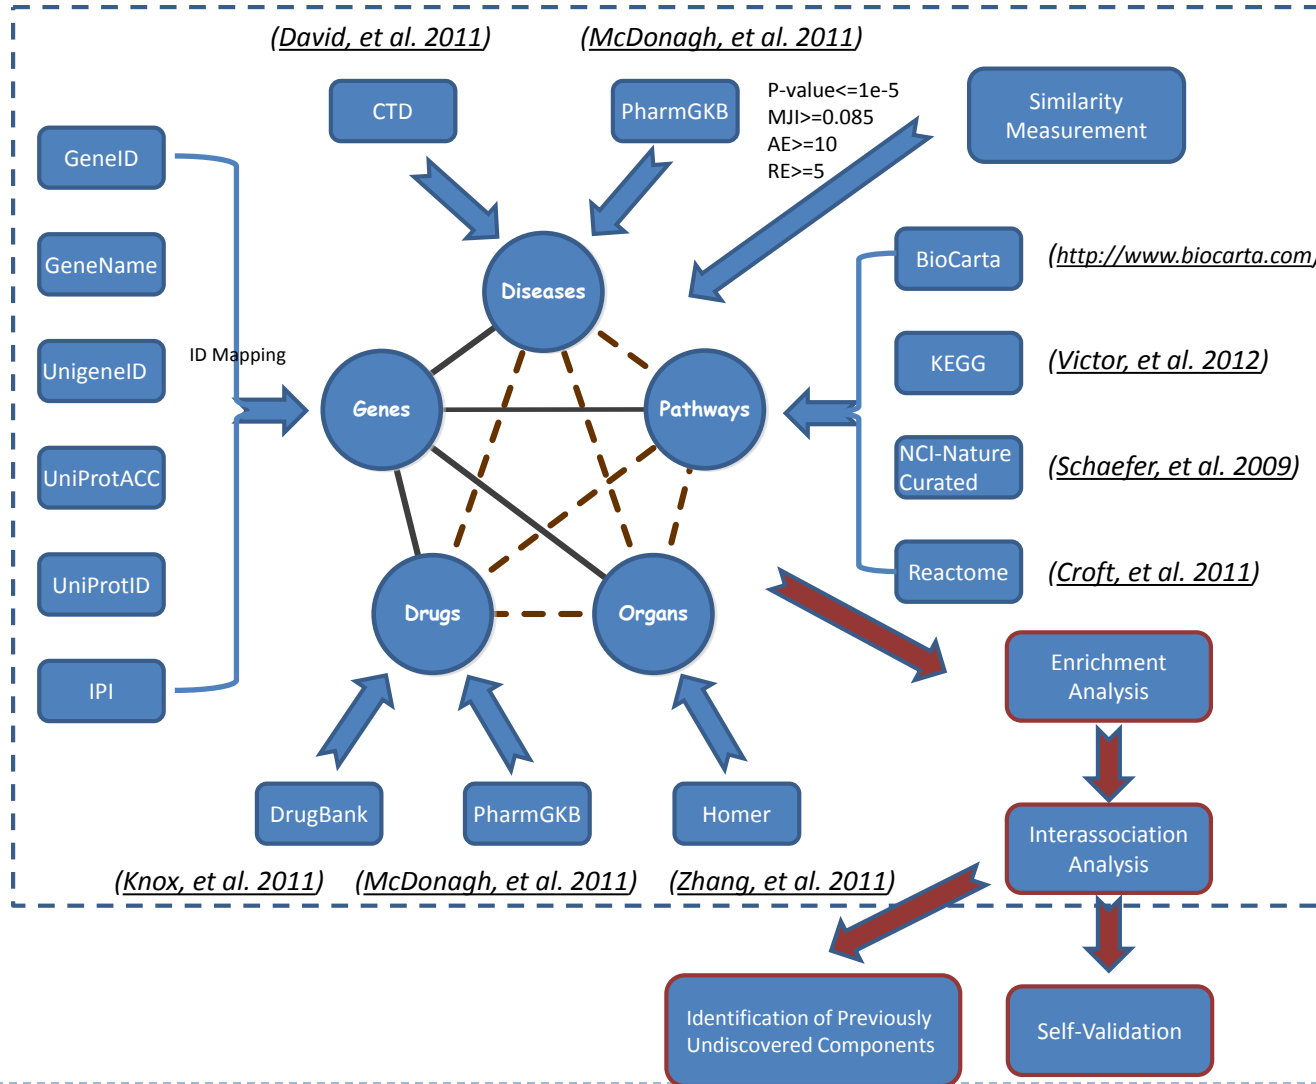 (David, et al. 2011)
(McDonagh, et al. 2011)
CTD
PharmGKB
P-value<=1e-5
MJI>=0.085
AE>=10
RE>=5
Similarity
Measurement
GeneID
GeneName
UnigeneID
UniProtACC
UniProtID
IPI
ID Mapping
Diseases
Genes
Pathways
Drugs
Organs
BioCarta
(http://www.biocarta.com)
KEGG
(Victor, et al. 2012)
NCI-Nature
Curated
(Schaefer, et al. 2009)
Reactome
(Croft, et al. 2011)
DrugBank
PharmGKB
Homer
(Knox, et al. 2011)
(McDonagh, et al. 2011)
(Zhang, et al. 2011)
Enrichment
Analysis
Interassociation
Analysis
Identification of Previously
Undiscovered Components
Self-Validation